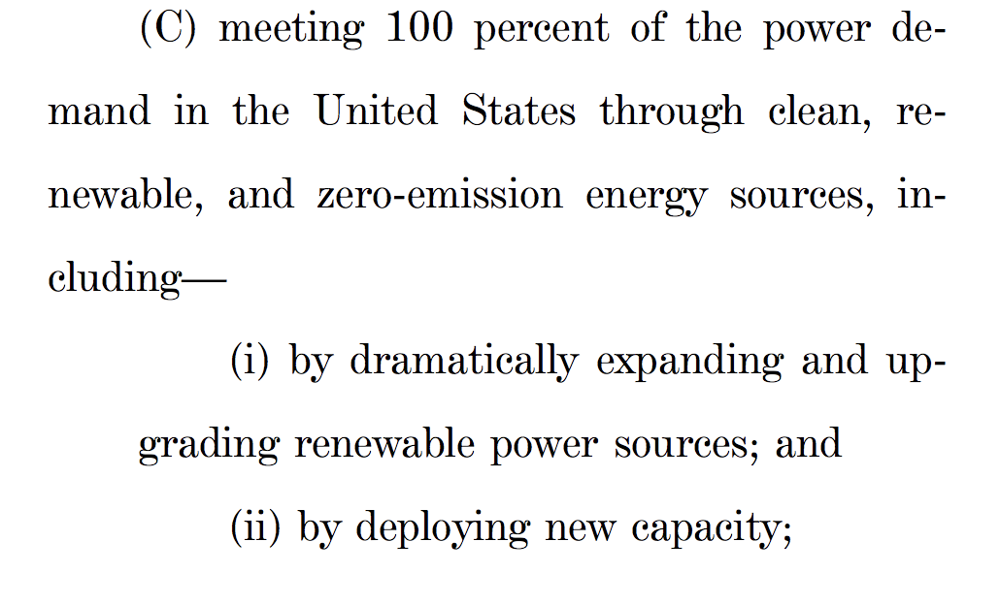 (C) meeting 100 percent of the power de-
mand in the United States through clean, re-
newable, and zero-emission energy sources, in-
cluding—
(i) by dramatically expanding and up-
grading renewable power sources; and
(ii) by deploying new capacity;